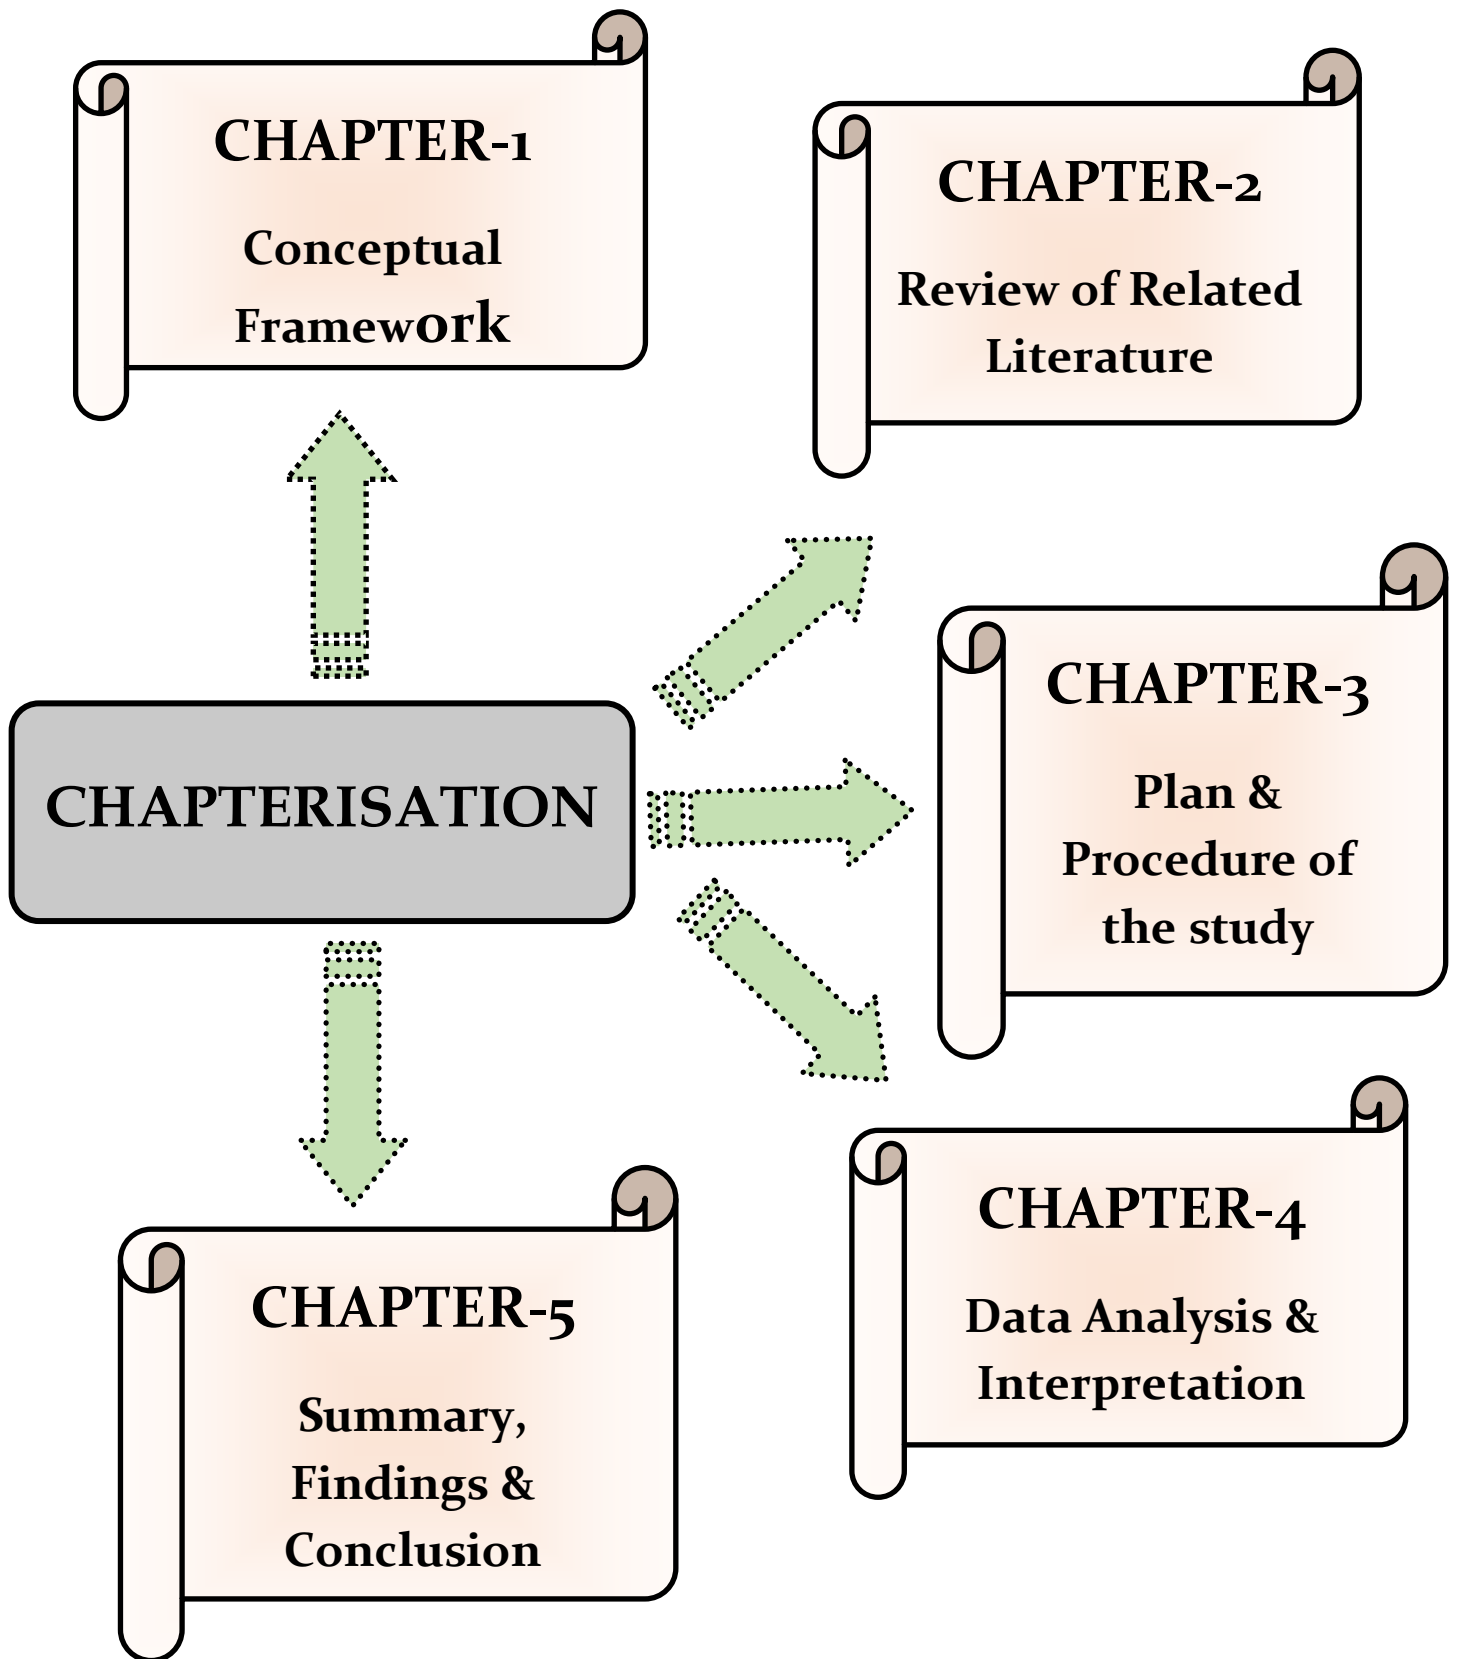 CHAPTER-1
Conceptual
Framework
CHAPTER-2
Review of Related
Literature
CHAPTER-3
Plan &
Procedure of
the study
CHAPTERISATION
CHAPTER-4
Data Analysis &
Interpretation
CHAPTER-5
Summary,
Findings &
Conclusion